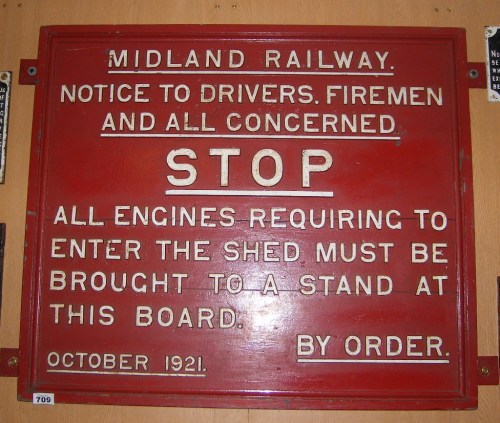 MIDLAND RAILWAY.
NOTICE TO DRIVERS. FIREMEN
AND ALL CONCERNED
STOP
ALL ENGINES REQUIRING TO
ENTER THE SHED MUST BE
BROUGHT TO A STAND AT
THIS BOARD.
BY ORDER.
OCTOBER 1921.
709